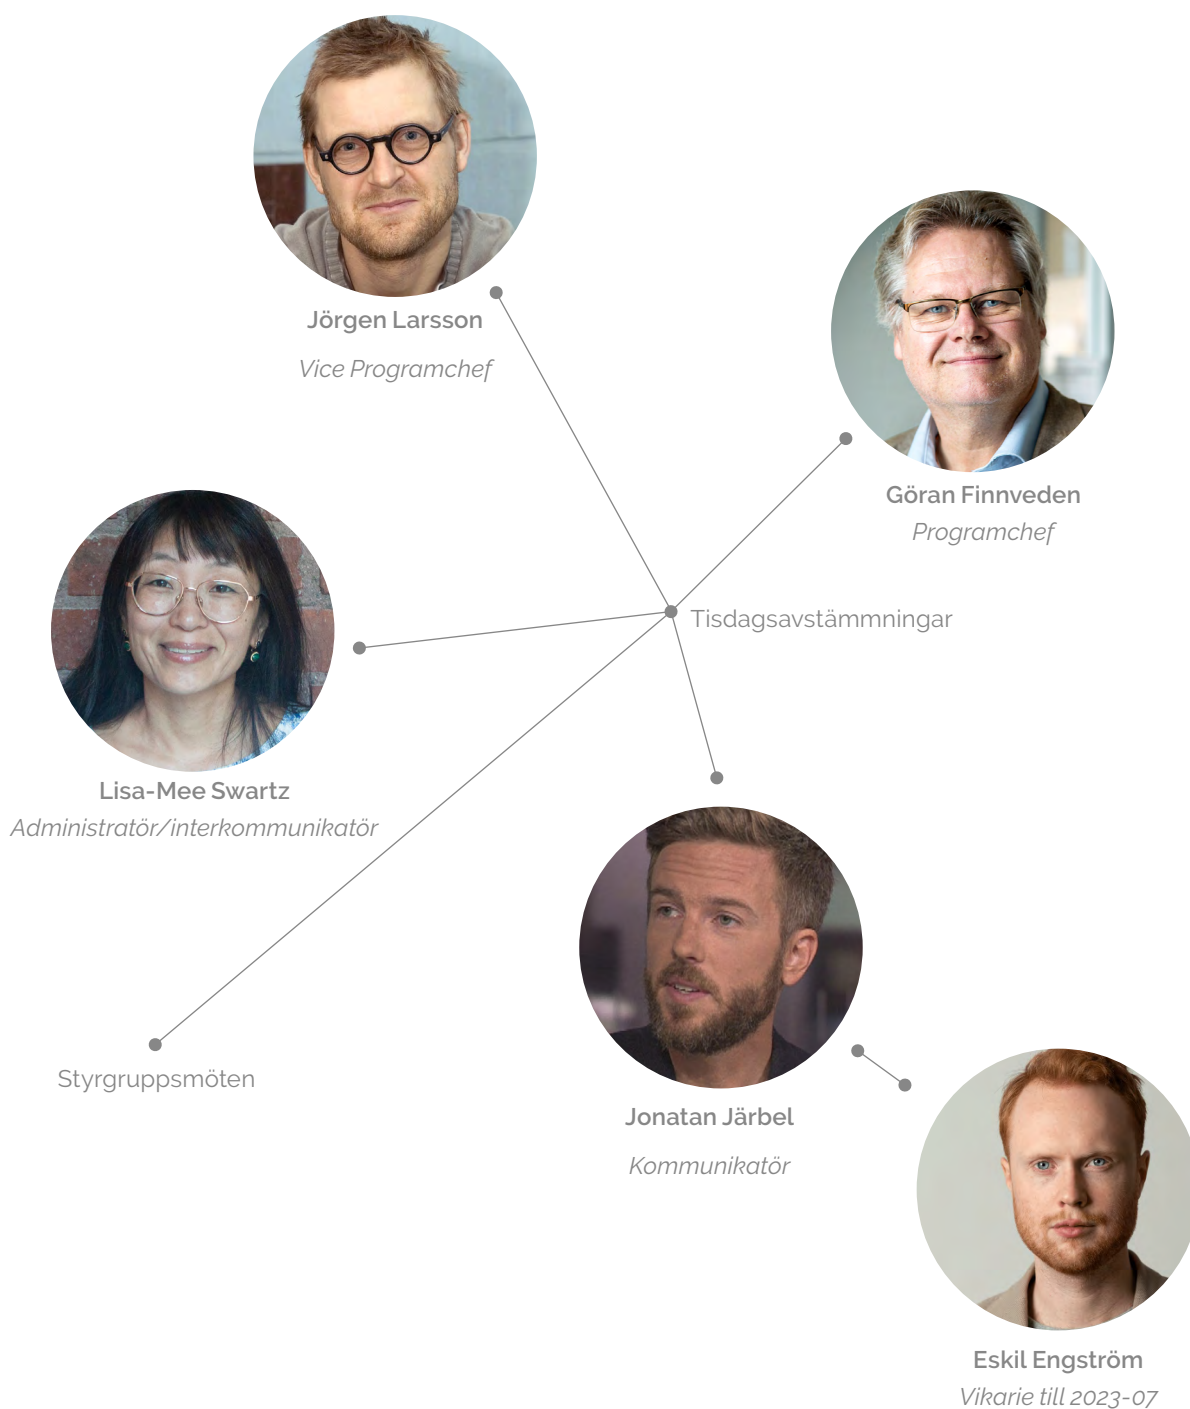 Jörgen Larsson
Vice Programchef
Göran Finnveden
Programchef
Tisdagsavstämmningar
Lisa-Mee Swartz
Administratör/interkommunikatör
Styrgruppsmöten
Jonatan Järbel
Kommunikatör
Eskil Engström
Vikarie till 2023-07